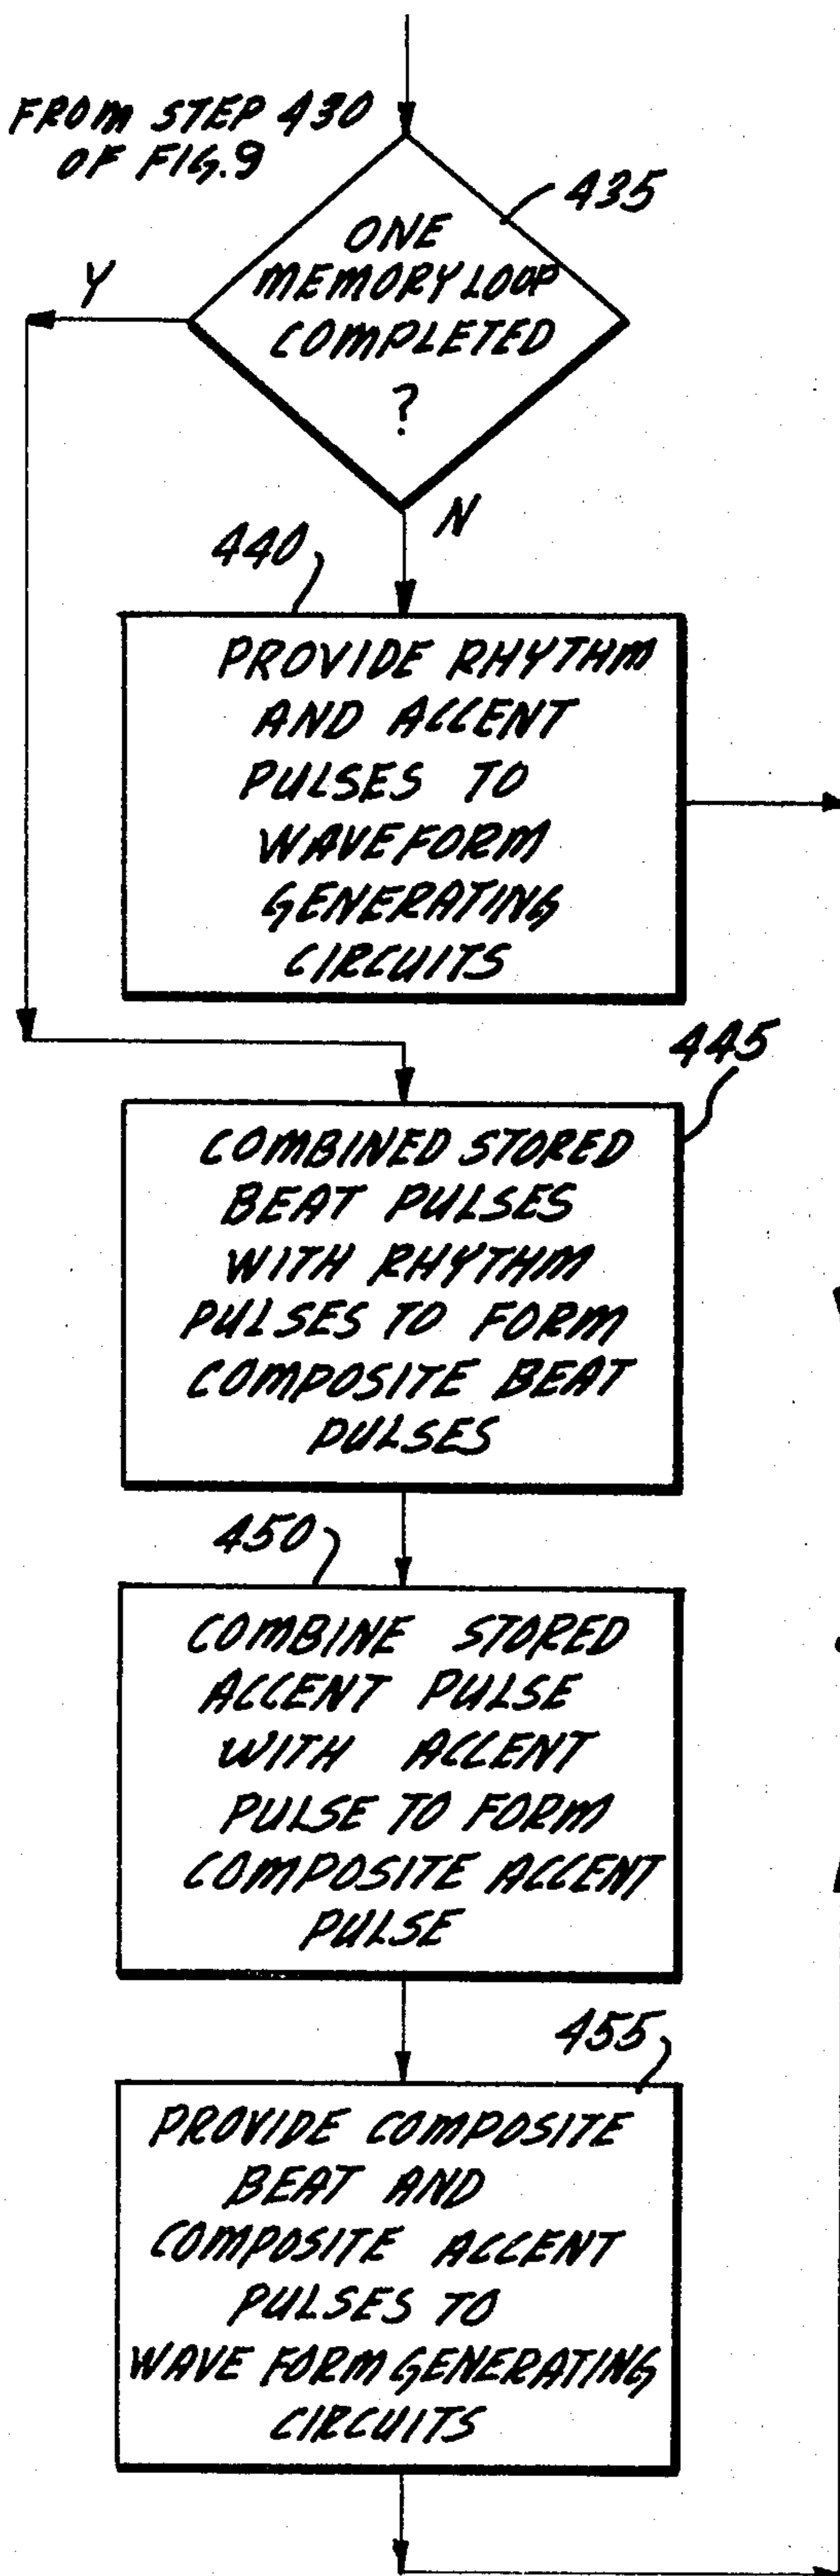 FROM STEP 430
OF FIG.9
435
ONE
MEMORY LOOP
COMPLETED
?
Y
N
440
PROVIDE RHYTHM
AND ACCENT
PULSES TO
WAVEFORM
GENERATING
CIRCUITS
445
COMBINED STORED
BEAT PULSES
WITH RHYTHM
PULSES TO FORM
COMPOSITE BEAT
PULSES
450
COMBINE STORED
ACCENT PULSE
WITH ACCENT
PULSE TO FORM
COMPOSITE ACCENT
PULSE
455
PROVIDE COMPOSITE
BEAT AND
COMPOSITE ACCENT
PULSES TO
WAVE FORM GENERATING
CIRCUITS